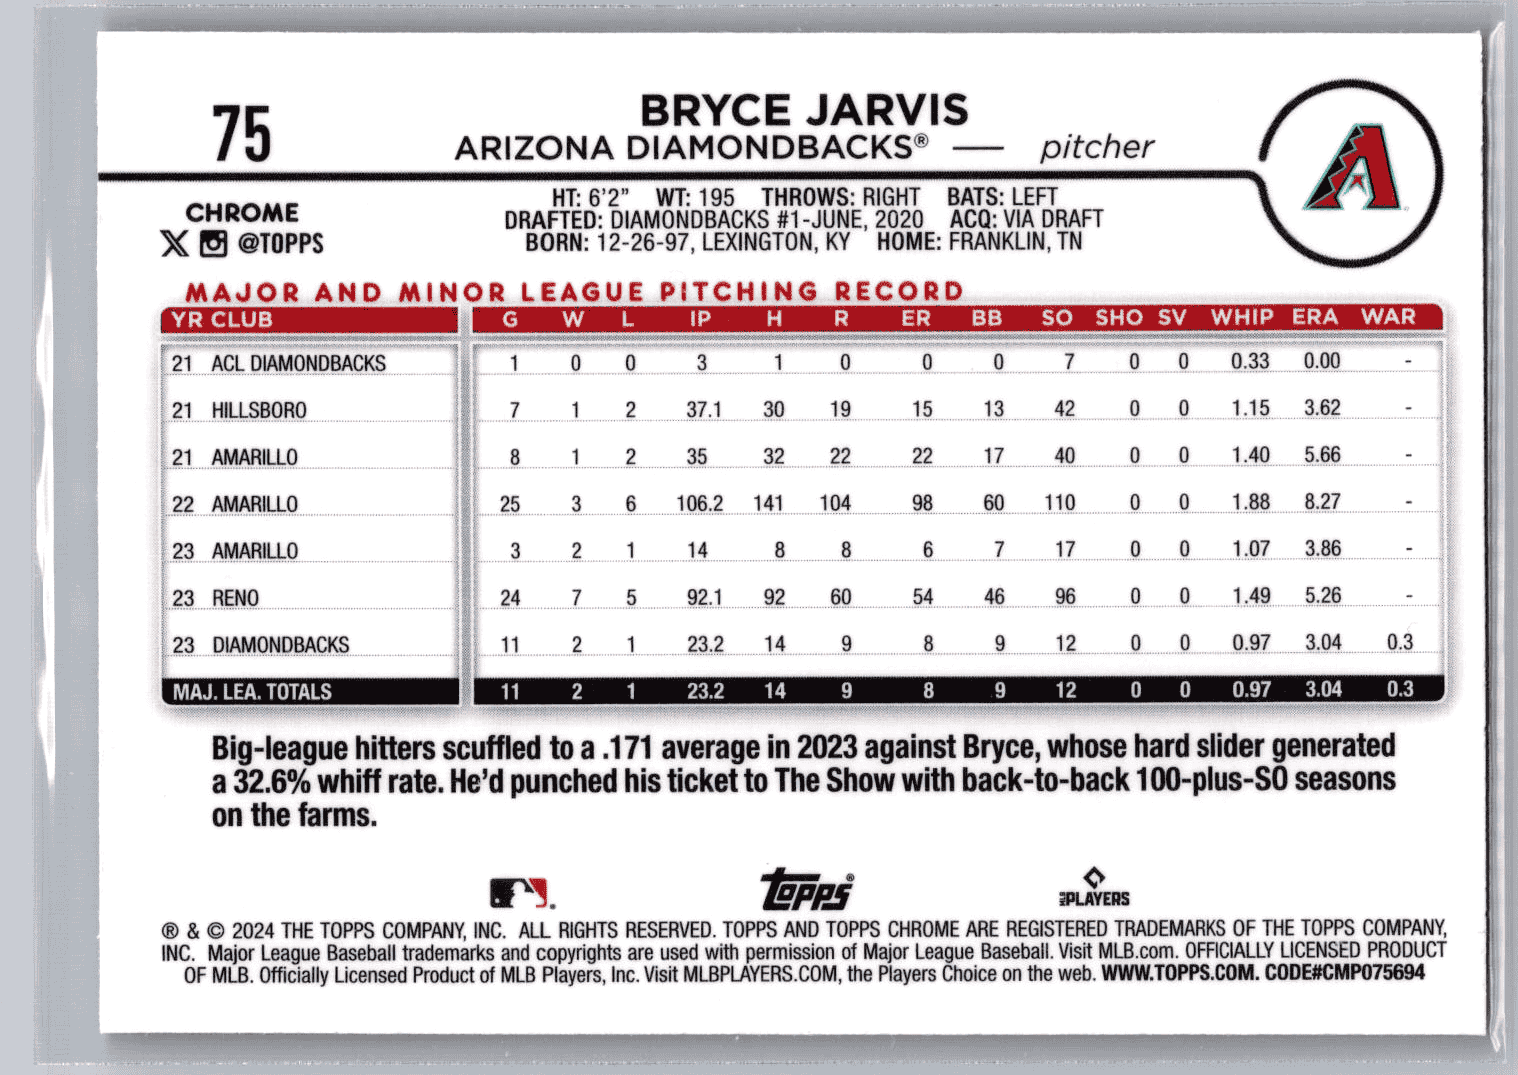 75
BRYCE JARVIS
ARIZONA DIAMONDBACKS® — pitcher
CHROME
@TOPPS
HT: 6'2" WT: 195 THROWS: RIGHT BATS: LEFT
DRAFTED: DIAMONDBACKS #1-JUNE, 2020 ACQ: VIA DRAFT
BORN: 12-26-97, LEXINGTON, KY HOME: FRANKLIN, TN
MAJOR AND MINOR LEAGUE PITCHING RECORD
YR CLUB G W L IP H R ER BB SO SHO SV WHIP ERA WAR
21 ACL DIAMONDBACKS 1 0 0 3 1 0 0 0 7 0 0 0.33 0.00 -
21 HILLSBORO 7 1 2 37.1 30 19 15 13 42 0 0 1.15 3.62 -
21 AMARILLO 8 1 2 35 32 22 22 17 40 0 0 1.40 5.66 -
22 AMARILLO 25 3 6 106.2 141 104 98 60 110 0 0 1.88 8.27 -
23 AMARILLO 3 2 1 14 8 8 6 7 17 0 0 1.07 3.86 -
23 RENO 24 7 5 92.1 92 60 54 46 96 0 0 1.49 5.26 -
23 DIAMONDBACKS 11 2 1 23.2 14 9 8 9 12 0 0 0.97 3.04 0.3
MAJ. LEA. TOTALS 11 2 1 23.2 14 9 8 9 12 0 0 0.97 3.04 0.3
Big-league hitters scuffled to a .171 average in 2023 against Bryce, whose hard slider generated
a 32.6% whiff rate. He'd punched his ticket to The Show with back-to-back 100-plus-SO seasons
on the farms.
topps®
MLB PLAYERS
® & © 2024 THE TOPPS COMPANY, INC. ALL RIGHTS RESERVED. TOPPS AND TOPPS CHROME ARE REGISTERED TRADEMARKS OF THE TOPPS COMPANY,
INC. Major League Baseball trademarks and copyrights are used with permission of Major League Baseball. Visit MLB.com. OFFICIALLY LICENSED PRODUCT
OF MLB. Officially Licensed Product of MLB Players, Inc. Visit MLBPLAYERS.COM, the Players Choice on the web. WWW.TOPPS.COM. CODE#CMP075694